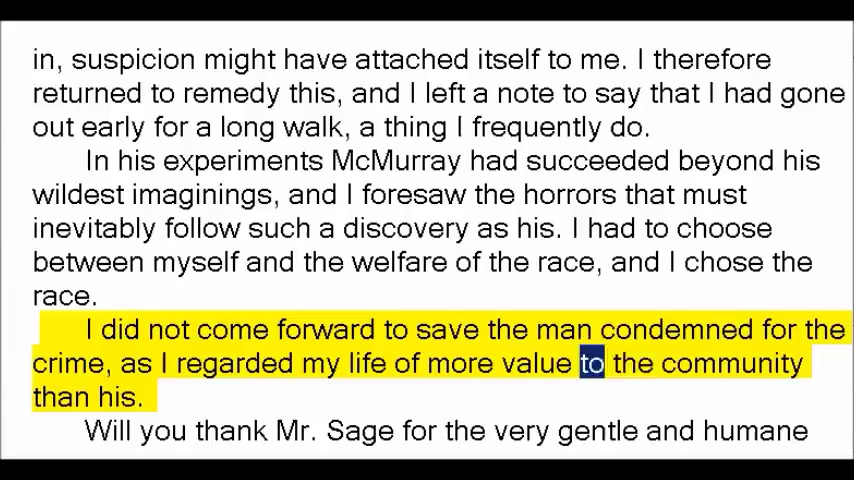 in, suspicion might have attached itself to me. I therefore
returned to remedy this, and I left a note to say that I had gone
out early for a long walk, a thing I frequently do.
In his experiments McMurray had succeeded beyond his
wildest imaginings, and I foresaw the horrors that must
inevitably follow such a discovery as his. I had to choose
between myself and the welfare of the race, and I chose the
race.
I did not come forward to save the man condemned for the
crime, as I regarded my life of more value to the community
than his.
Will you thank Mr. Sage for the very gentle and humane